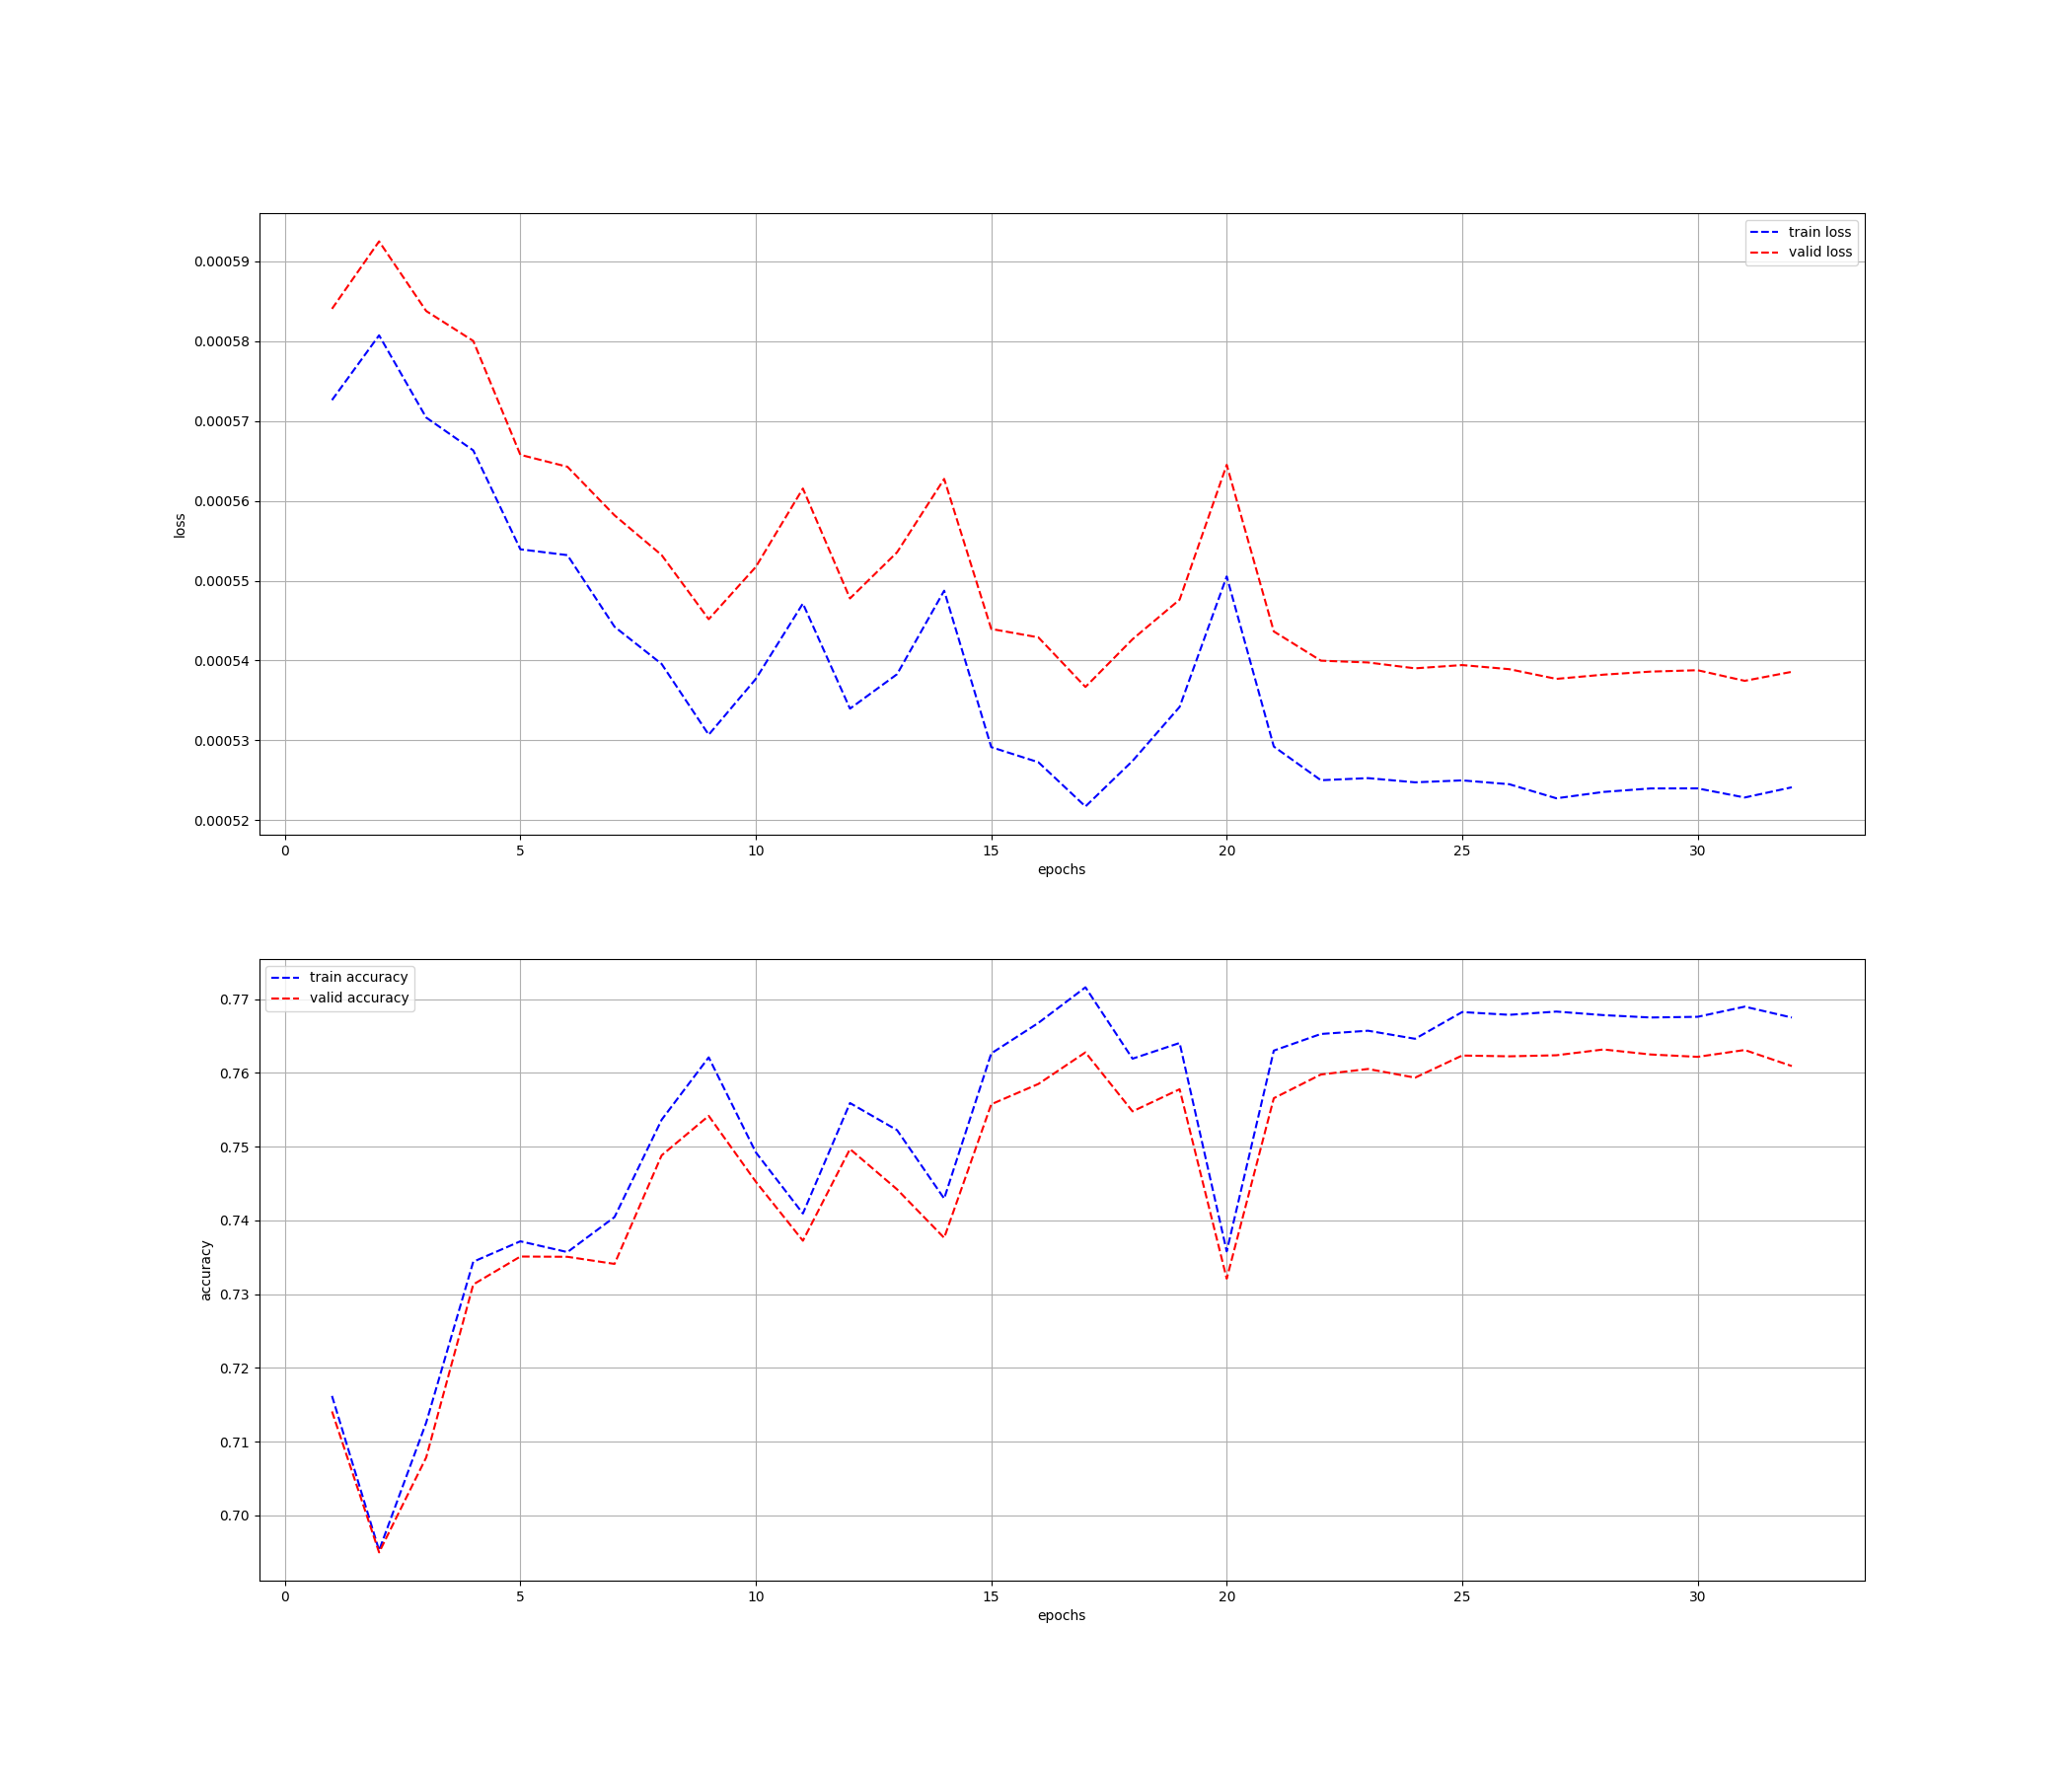 train loss
valid loss
0.00059
0.00058
0.00057
0.00056
0.00055
0.00054
0.00053
0.00052
loss
0 5 10 15 20 25 30
epochs
train accuracy
valid accuracy
0.77
0.76
0.75
0.74
0.73
0.72
0.71
0.70
accuracy
0 5 10 15 20 25 30
epochs